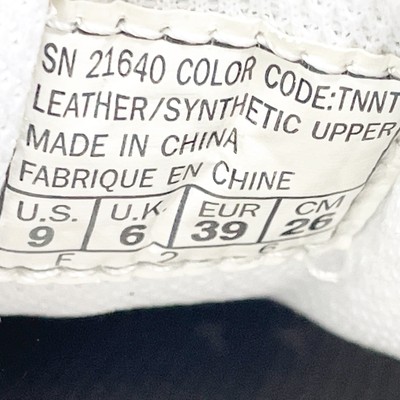 SN 21640 COLOR CODE:TNNT
LEATHER/SYNTHETIC UPPER
MADE IN CHINA
FABRIQUE EN CHINE
U.S. U.K. EUR CM
9 6 39 26